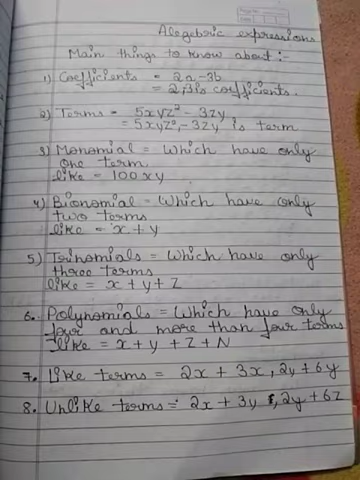 Alegebric expressions
Main things to know about :-
1) Coefficients = 2a, -3b
= 2,3 is coefficients.
2) Terms = 5xyz² - 3zy
= 5xyz², -3zy is term
3) Monomial = Which have only
one term
like = 100xy
4) Bionomial = Which have only
two terms
like = x + y
5) Trinomials = Which have only
three terms
like = x + y + z
6. Polynomials = Which have only
four and more than four terms
like = x + y + z + N
7. Like terms = 2x + 3x, 2y + 6y
8. Unlike terms = 2x + 3y, 2y + 6z